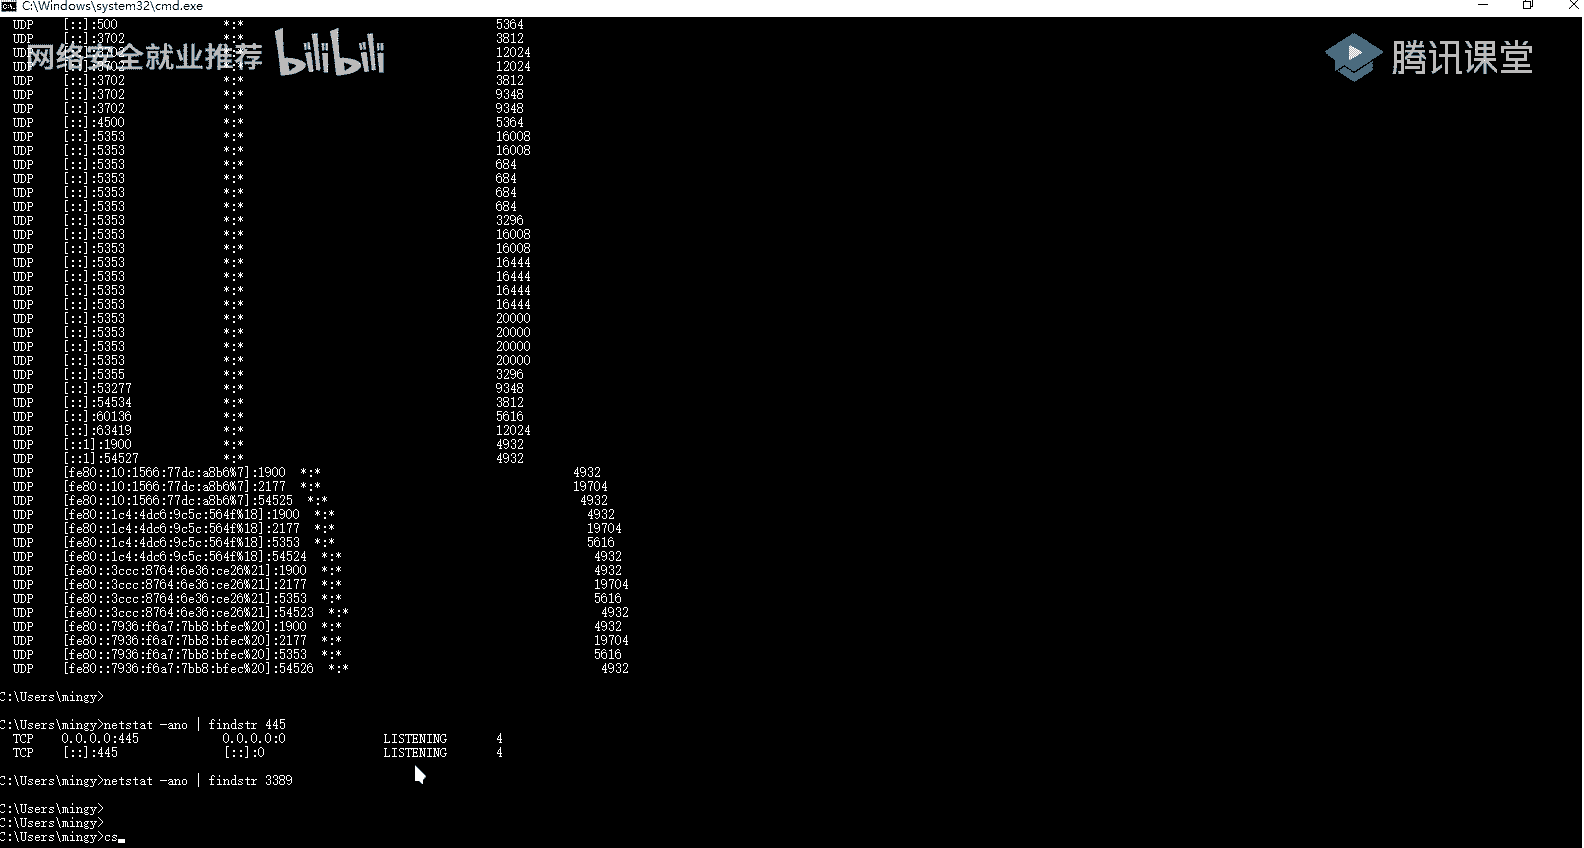 C:\Windows\system32\cmd.exe
UDP [::]:500 *:* 5364
UDP [::]:3702 *:* 3812
网络安全就业推荐 bilibili
腾讯课堂
UDP *:* 12024
UDP *:* 12024
UDP [::]:3702 *:* 3812
UDP [::]:3702 *:* 9348
UDP [::]:3702 *:* 9348
UDP [::]:4500 *:* 5364
UDP [::]:5353 *:* 16008
UDP [::]:5353 *:* 16008
UDP [::]:5353 *:* 684
UDP [::]:5353 *:* 684
UDP [::]:5353 *:* 684
UDP [::]:5353 *:* 684
UDP [::]:5353 *:* 3296
UDP [::]:5353 *:* 16008
UDP [::]:5353 *:* 16008
UDP [::]:5353 *:* 16444
UDP [::]:5353 *:* 16444
UDP [::]:5353 *:* 16444
UDP [::]:5353 *:* 16444
UDP [::]:5353 *:* 20000
UDP [::]:5353 *:* 20000
UDP [::]:5353 *:* 20000
UDP [::]:5353 *:* 20000
UDP [::]:5355 *:* 3296
UDP [::]:53277 *:* 9348
UDP [::]:54534 *:* 3812
UDP [::]:60136 *:* 5616
UDP [::]:63419 *:* 12024
UDP [::1]:1900 *:* 4932
UDP [::1]:54527 *:* 4932
UDP [fe80::10:1566:77dc:a8b6%7]:1900 *:* 4932
UDP [fe80::10:1566:77dc:a8b6%7]:2177 *:* 19704
UDP [fe80::10:1566:77dc:a8b6%7]:54525 *:* 4932
UDP [fe80::1c4:4dc6:9c5c:564f%18]:1900 *:* 4932
UDP [fe80::1c4:4dc6:9c5c:564f%18]:2177 *:* 19704
UDP [fe80::1c4:4dc6:9c5c:564f%18]:5353 *:* 5616
UDP [fe80::1c4:4dc6:9c5c:564f%18]:54524 *:* 4932
UDP [fe80::3ccc:8764:6e36:ce26%21]:1900 *:* 4932
UDP [fe80::3ccc:8764:6e36:ce26%21]:2177 *:* 19704
UDP [fe80::3ccc:8764:6e36:ce26%21]:5353 *:* 5616
UDP [fe80::3ccc:8764:6e36:ce26%21]:54523 *:* 4932
UDP [fe80::7936:f6a7:7bb8:bfec%20]:1900 *:* 4932
UDP [fe80::7936:f6a7:7bb8:bfec%20]:2177 *:* 19704
UDP [fe80::7936:f6a7:7bb8:bfec%20]:5353 *:* 5616
UDP [fe80::7936:f6a7:7bb8:bfec%20]:54526 *:* 4932
C:\Users\mingy>
C:\Users\mingy>netstat -ano | findstr 445
TCP 0.0.0.0:445 0.0.0.0:0 LISTENING 4
TCP [::]:445 [::]:0 LISTENING 4
C:\Users\mingy>netstat -ano | findstr 3389
C:\Users\mingy>
C:\Users\mingy>
C:\Users\mingy>cs